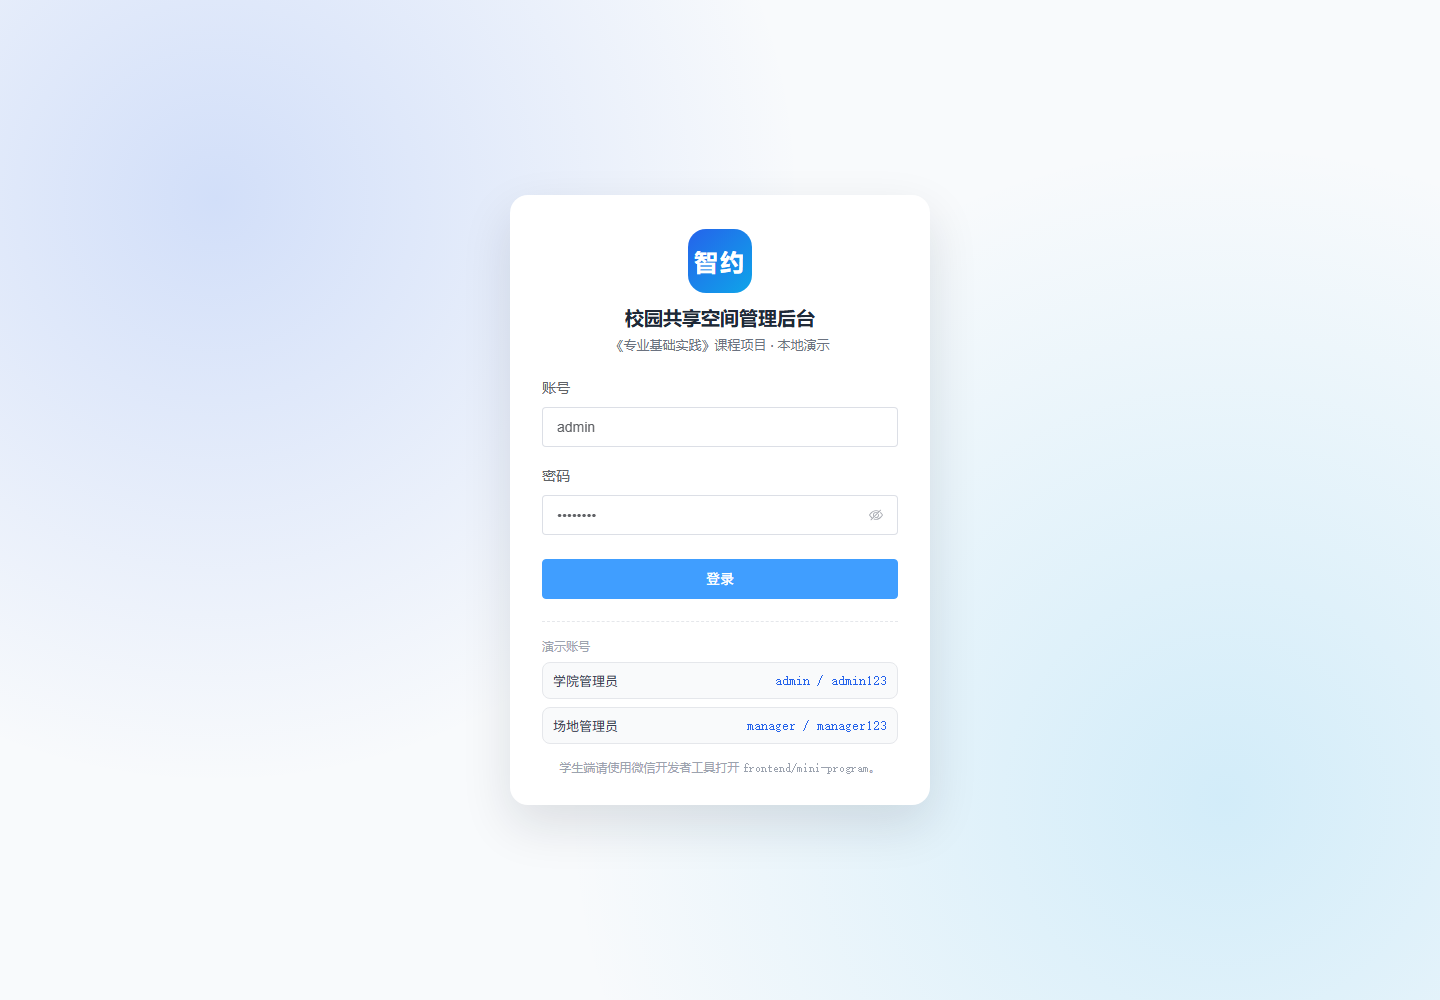 智约
校园共享空间管理后台
《专业基础实践》课程项目 · 本地演示
账号
admin
密码
••••••••
登录
演示账号
学院管理员 admin / admin123
场地管理员 manager / manager123
学生端请使用微信开发者工具打开 frontend/mini-program。